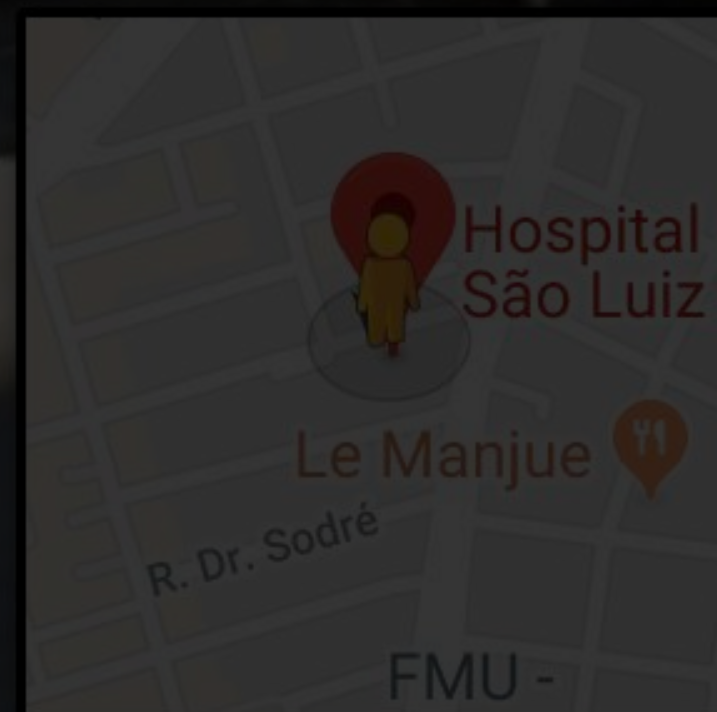 Hospital
São Luiz
Le Manjue
R. Dr. Sodré
FMU -